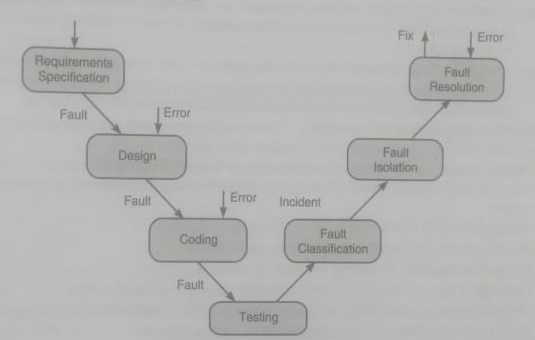 Fix
Error
Requirements
Specification
Fault
Resolution
Fault
Error
Design
Fault
Isolation
Fault
Error
Incident
Coding
Fault
Classification
Fault
Testing